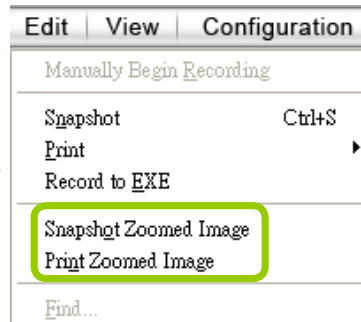 Edit View Configuration
Manually Begin Recording
Snapshot Ctrl+S
Print
Record to EXE
Snapshot Zoomed Image
Print Zoomed Image
Find...